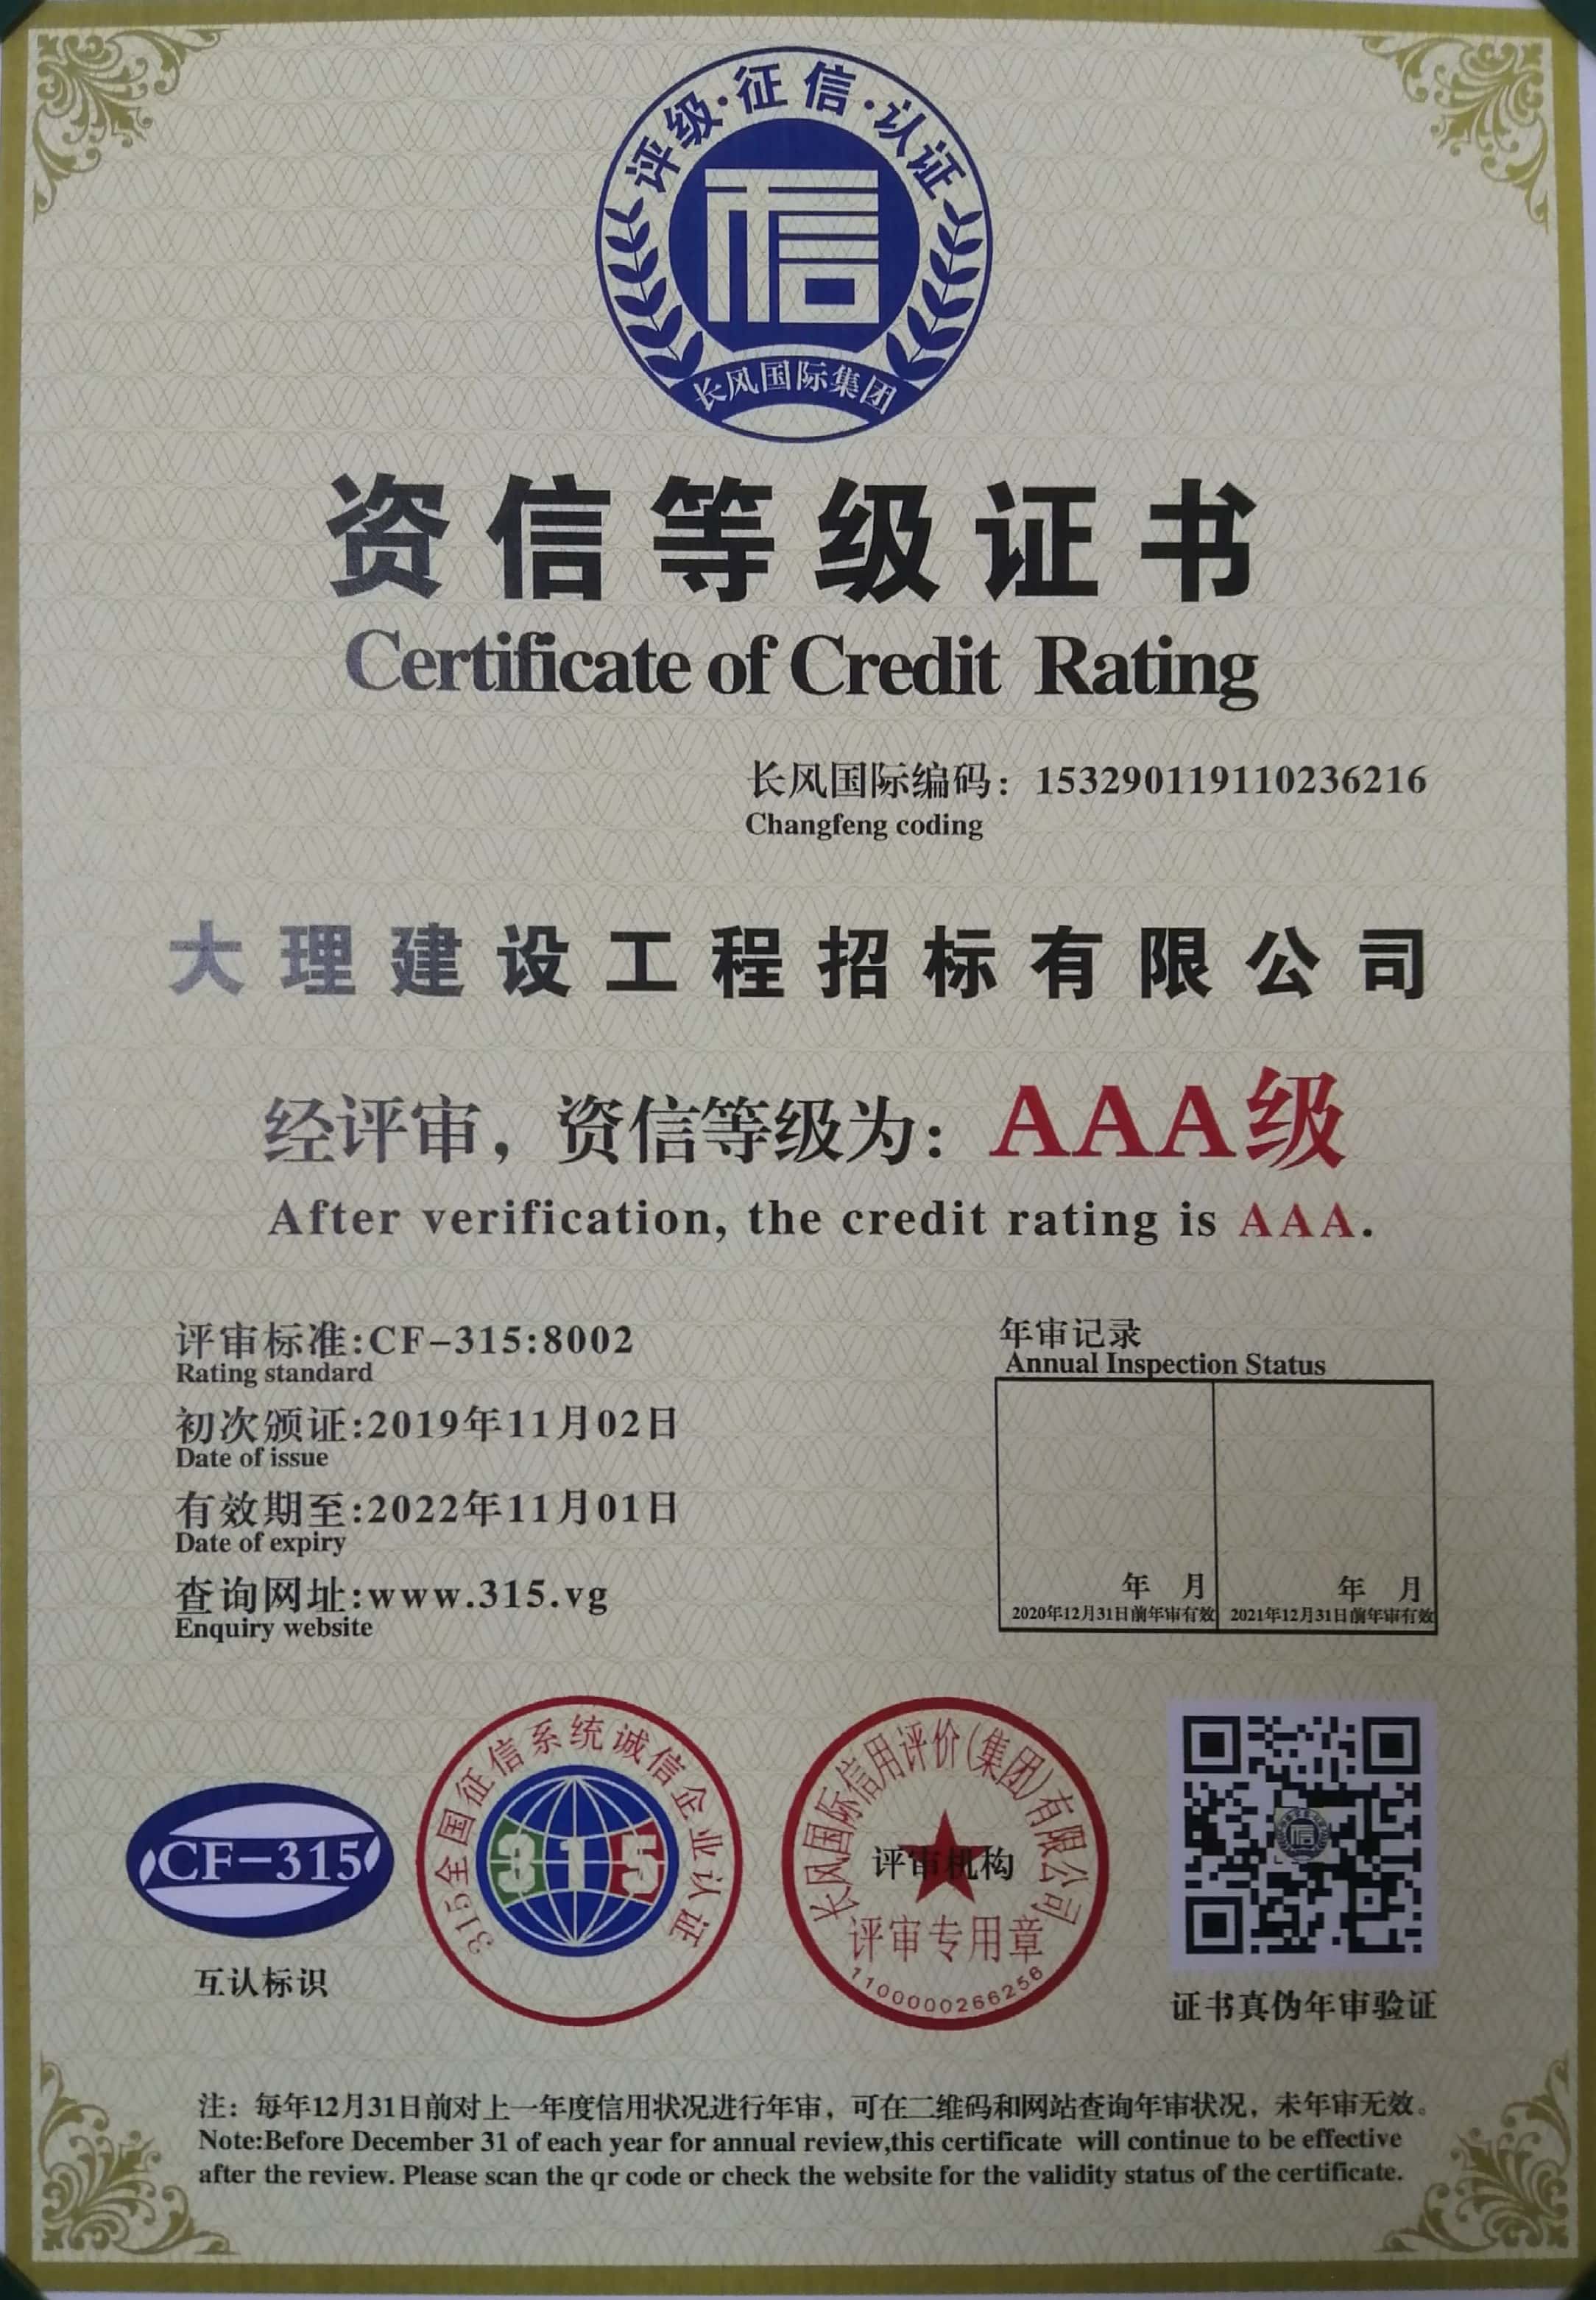 评级·征信·认证
信
长风国际集团
资信等级证书
Certificate of Credit Rating
长风国际编码：153290119110236216
Changfeng coding
大理建设工程招标有限公司
经评审，资信等级为：AAA级
After verification, the credit rating is AAA.
评审标准:CF-315:8002
Rating standard
初次颁证:2019年11月02日
Date of issue
有效期至:2022年11月01日
Date of expiry
查询网址:www.315.vg
Enquiry website
年审记录
Annual Inspection Status
年 月
2020年12月31日前年审有效
年 月
2021年12月31日前年审有效
CF-315
互认标识
315全国征信系统诚信企业认证
315
长风国际信用评价(集团)有限公司
评审机构
评审专用章
1100000266256
信
证书真伪年审验证
注：每年12月31日前对上一年度信用状况进行年审，可在二维码和网站查询年审状况，未年审无效。
Note:Before December 31 of each year for annual review,this certificate will continue to be effective
after the review. Please scan the qr code or check the website for the validity status of the certificate.